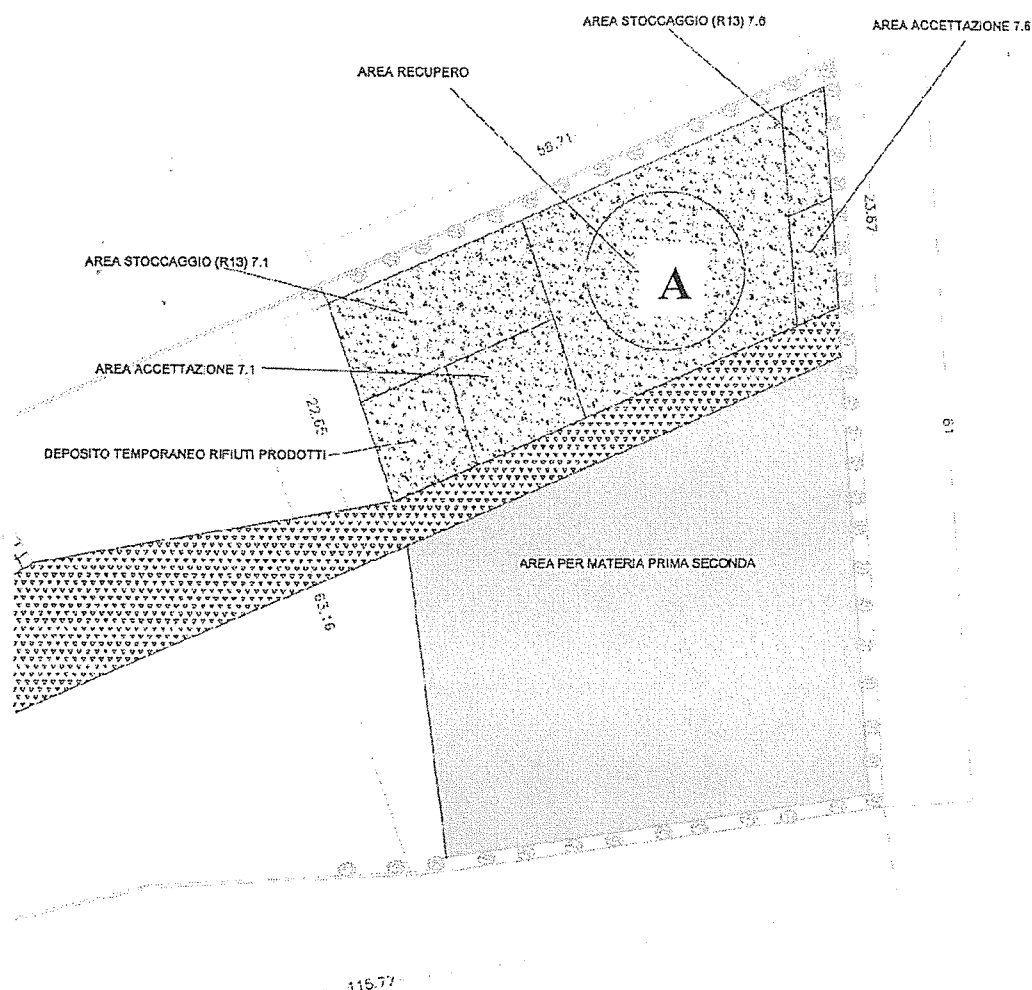 AREA STOCCAGGIO (R13) 7.6
AREA ACCETTAZIONE 7.6
AREA RECUPERO
58.71
23.67
AREA STOCCAGGIO (R13) 7.1
A
AREA ACCETTAZIONE 7.1
22.65
61
DEPOSITO TEMPORANEO RIFIUTI PRODOTTI
AREA PER MATERIA PRIMA SECONDA
63.16
115.77